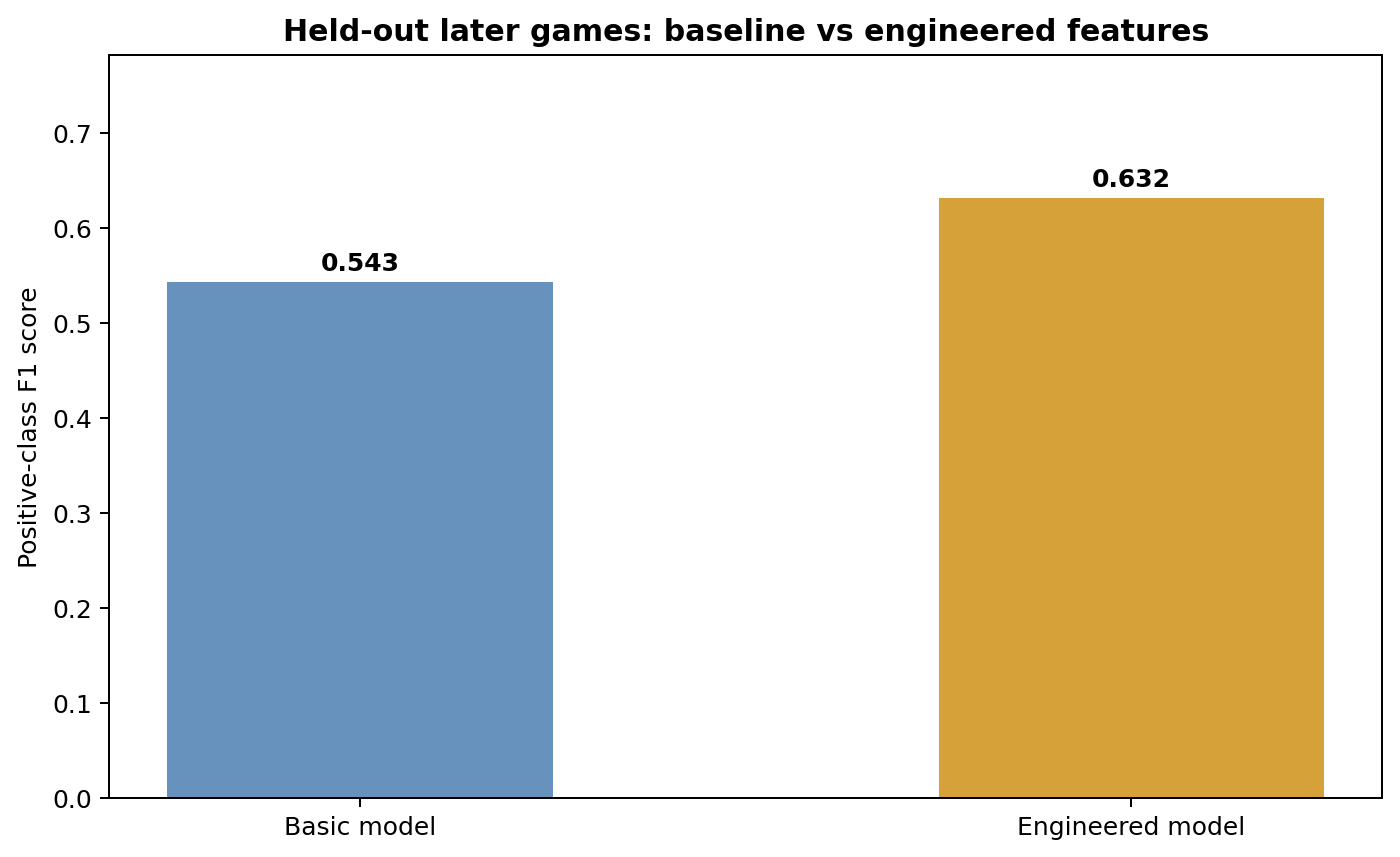 Held-out later games: baseline vs engineered features
Positive-class F1 score
0.7
0.6
0.5
0.4
0.3
0.2
0.1
0.0
0.543
0.632
Basic model
Engineered model